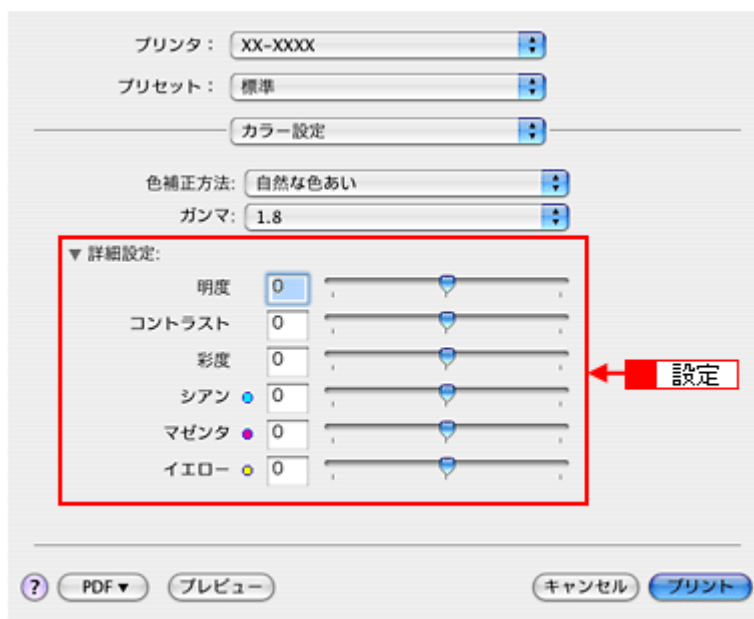 プリンタ： XX-XXXX
プリセット： 標準
カラー設定
色補正方法: 自然な色あい
ガンマ: 1.8
▼ 詳細設定:
明度 0
コントラスト 0
彩度 0
シアン 0
マゼンタ 0
イエロー 0
設定
? PDF ▼ プレビュー キャンセル プリント